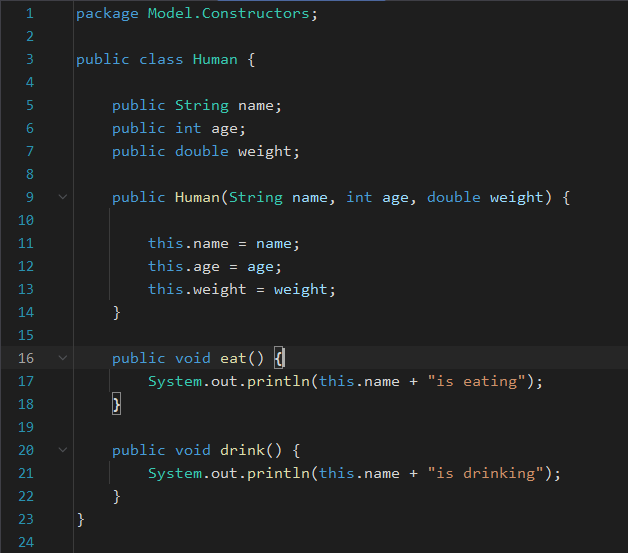 1 package Model.Constructors;
2
3 public class Human {
4
5     public String name;
6     public int age;
7     public double weight;
8
9     public Human(String name, int age, double weight) {
10
11         this.name = name;
12         this.age = age;
13         this.weight = weight;
14     }
15
16     public void eat() {
17         System.out.println(this.name + "is eating");
18     }
19
20     public void drink() {
21         System.out.println(this.name + "is drinking");
22     }
23 }
24